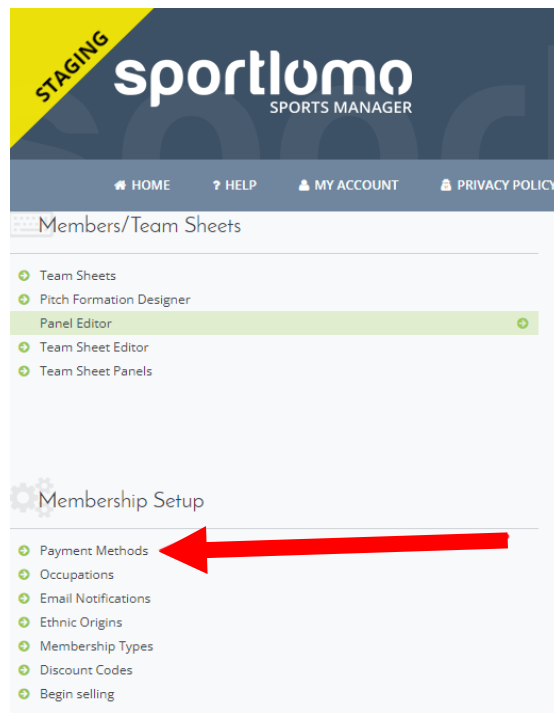 STAGING
sportlomo
SPORTS MANAGER
HOME ? HELP MY ACCOUNT PRIVACY POLICY
Members/Team Sheets
Team Sheets
Pitch Formation Designer
Panel Editor
Team Sheet Editor
Team Sheet Panels
Membership Setup
Payment Methods
Occupations
Email Notifications
Ethnic Origins
Membership Types
Discount Codes
Begin selling